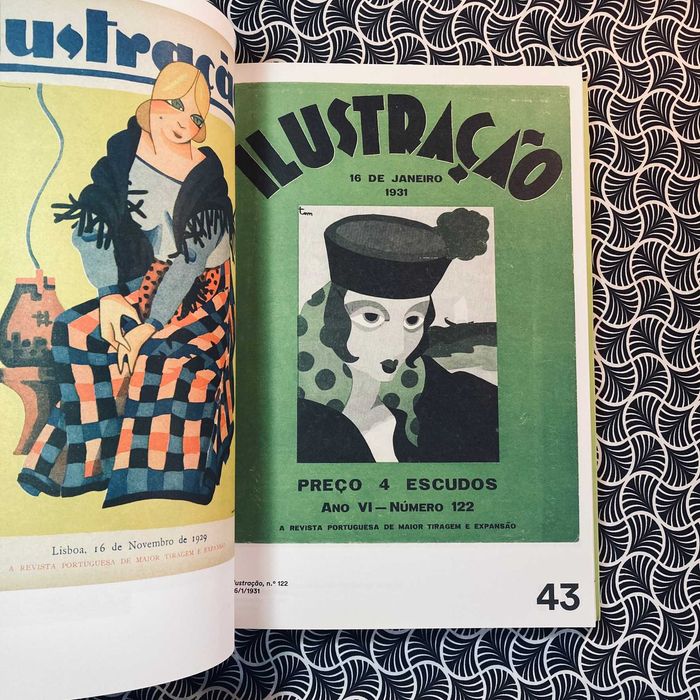 ustraçã
Lisboa, 16 de Novembro de 1929
A REVISTA PORTUGUESA DE MAIOR TIRAGEM E EXPANSÃO
ILUSTRAÇÃO
16 DE JANEIRO
1931
tom
PREÇO 4 ESCUDOS
ANO VI — NÚMERO 122
A REVISTA PORTUGUESA DE MAIOR TIRAGEM E EXPANSÃO
lustração, n.º 122
6/1/1931
43